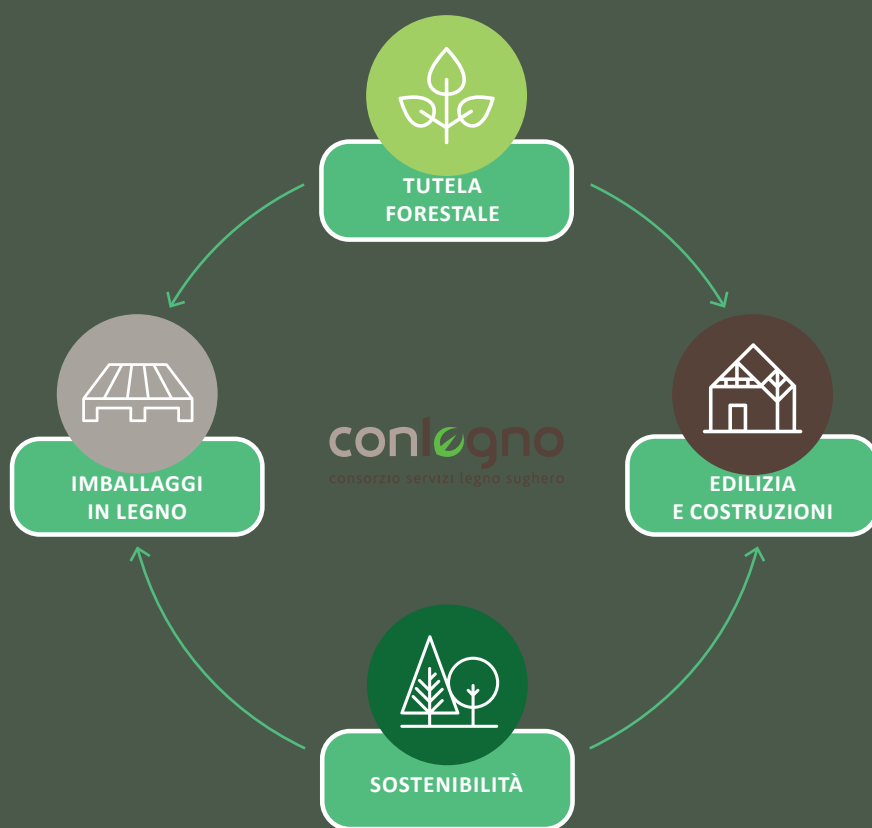 TUTELA
FORESTALE
IMBALLAGGI
IN LEGNO
conlegno
consorzio servizi legno sughero
EDILIZIA
E COSTRUZIONI
SOSTENIBILITÀ